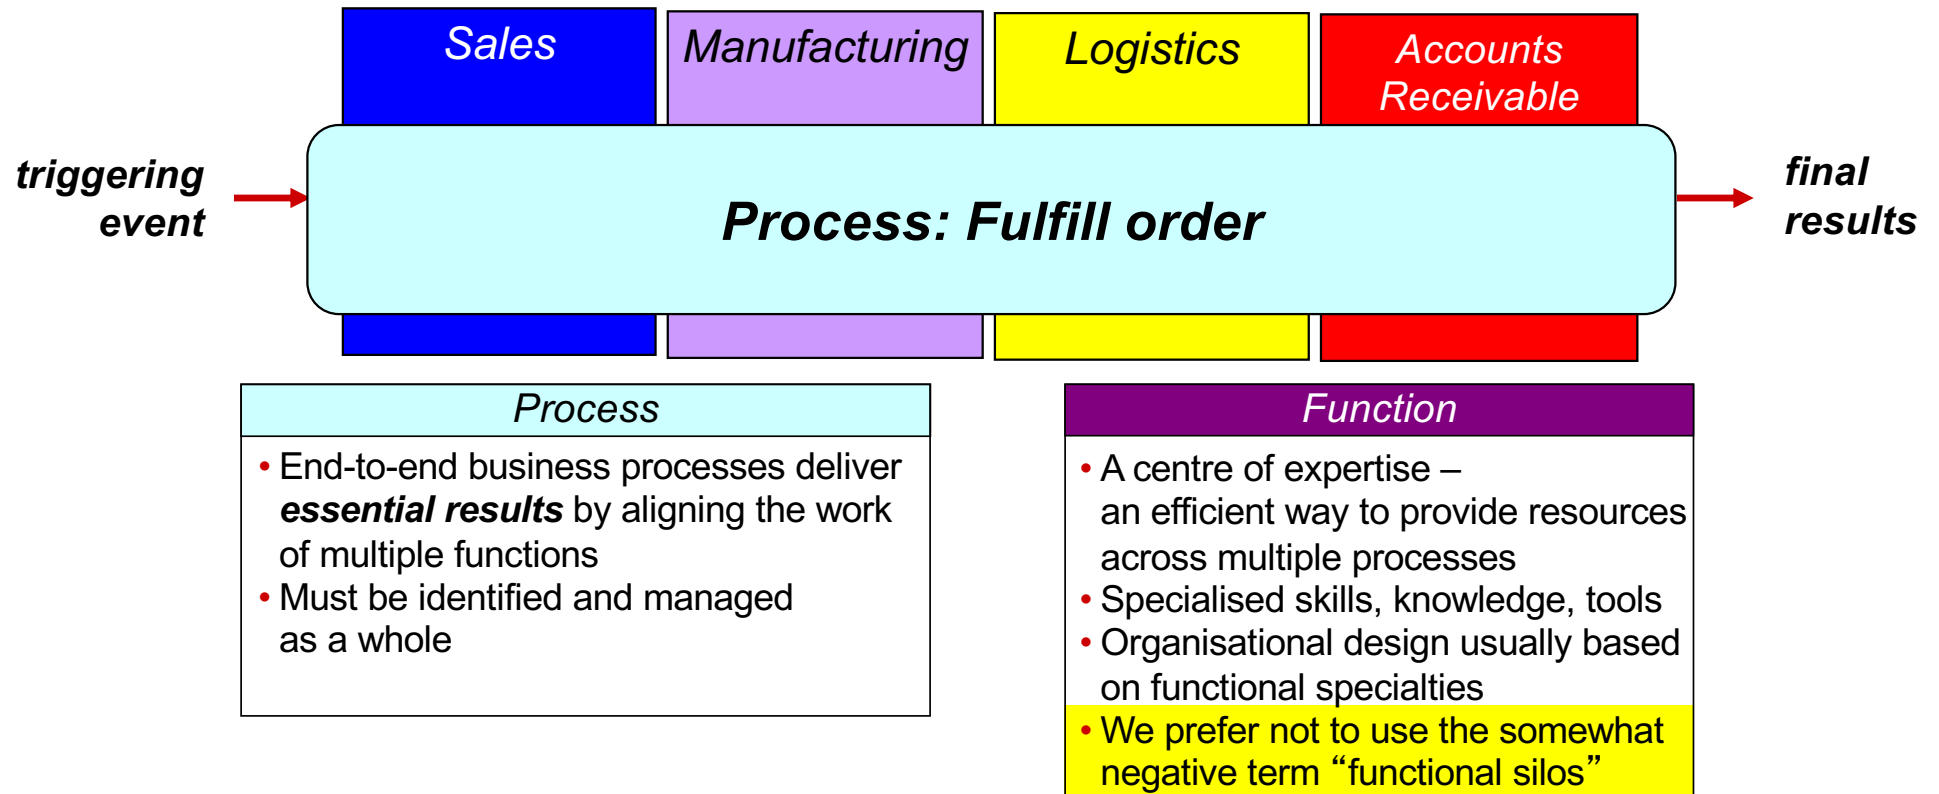 Sales
Manufacturing
Logistics
Accounts
Receivable
triggering
event
Process: Fulfill order
final
results
Process
• End-to-end business processes deliver
essential results by aligning the work
of multiple functions
• Must be identified and managed
as a whole
Function
• A centre of expertise –
an efficient way to provide resources
across multiple processes
• Specialised skills, knowledge, tools
• Organisational design usually based
on functional specialties
• We prefer not to use the somewhat
negative term “functional silos”